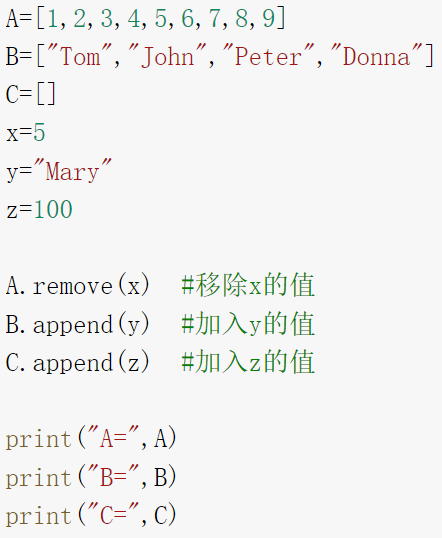 A=[1,2,3,4,5,6,7,8,9]
B=["Tom","John","Peter","Donna"]
C=[]
x=5
y="Mary"
z=100
A.remove(x)  #移除x的值
B.append(y)  #加入y的值
C.append(z)  #加入z的值
print("A=",A)
print("B=",B)
print("C=",C)